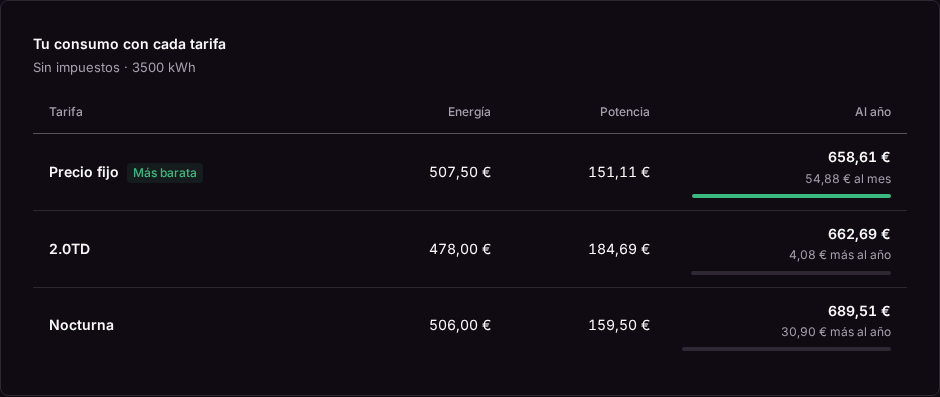 Tu consumo con cada tarifa
Sin impuestos · 3500 kWh
Tarifa Energía Potencia Al año
Precio fijo Más barata 507,50 € 151,11 € 658,61 €
54,88 € al mes
2.0TD 478,00 € 184,69 € 662,69 €
4,08 € más al año
Nocturna 506,00 € 159,50 € 689,51 €
30,90 € más al año